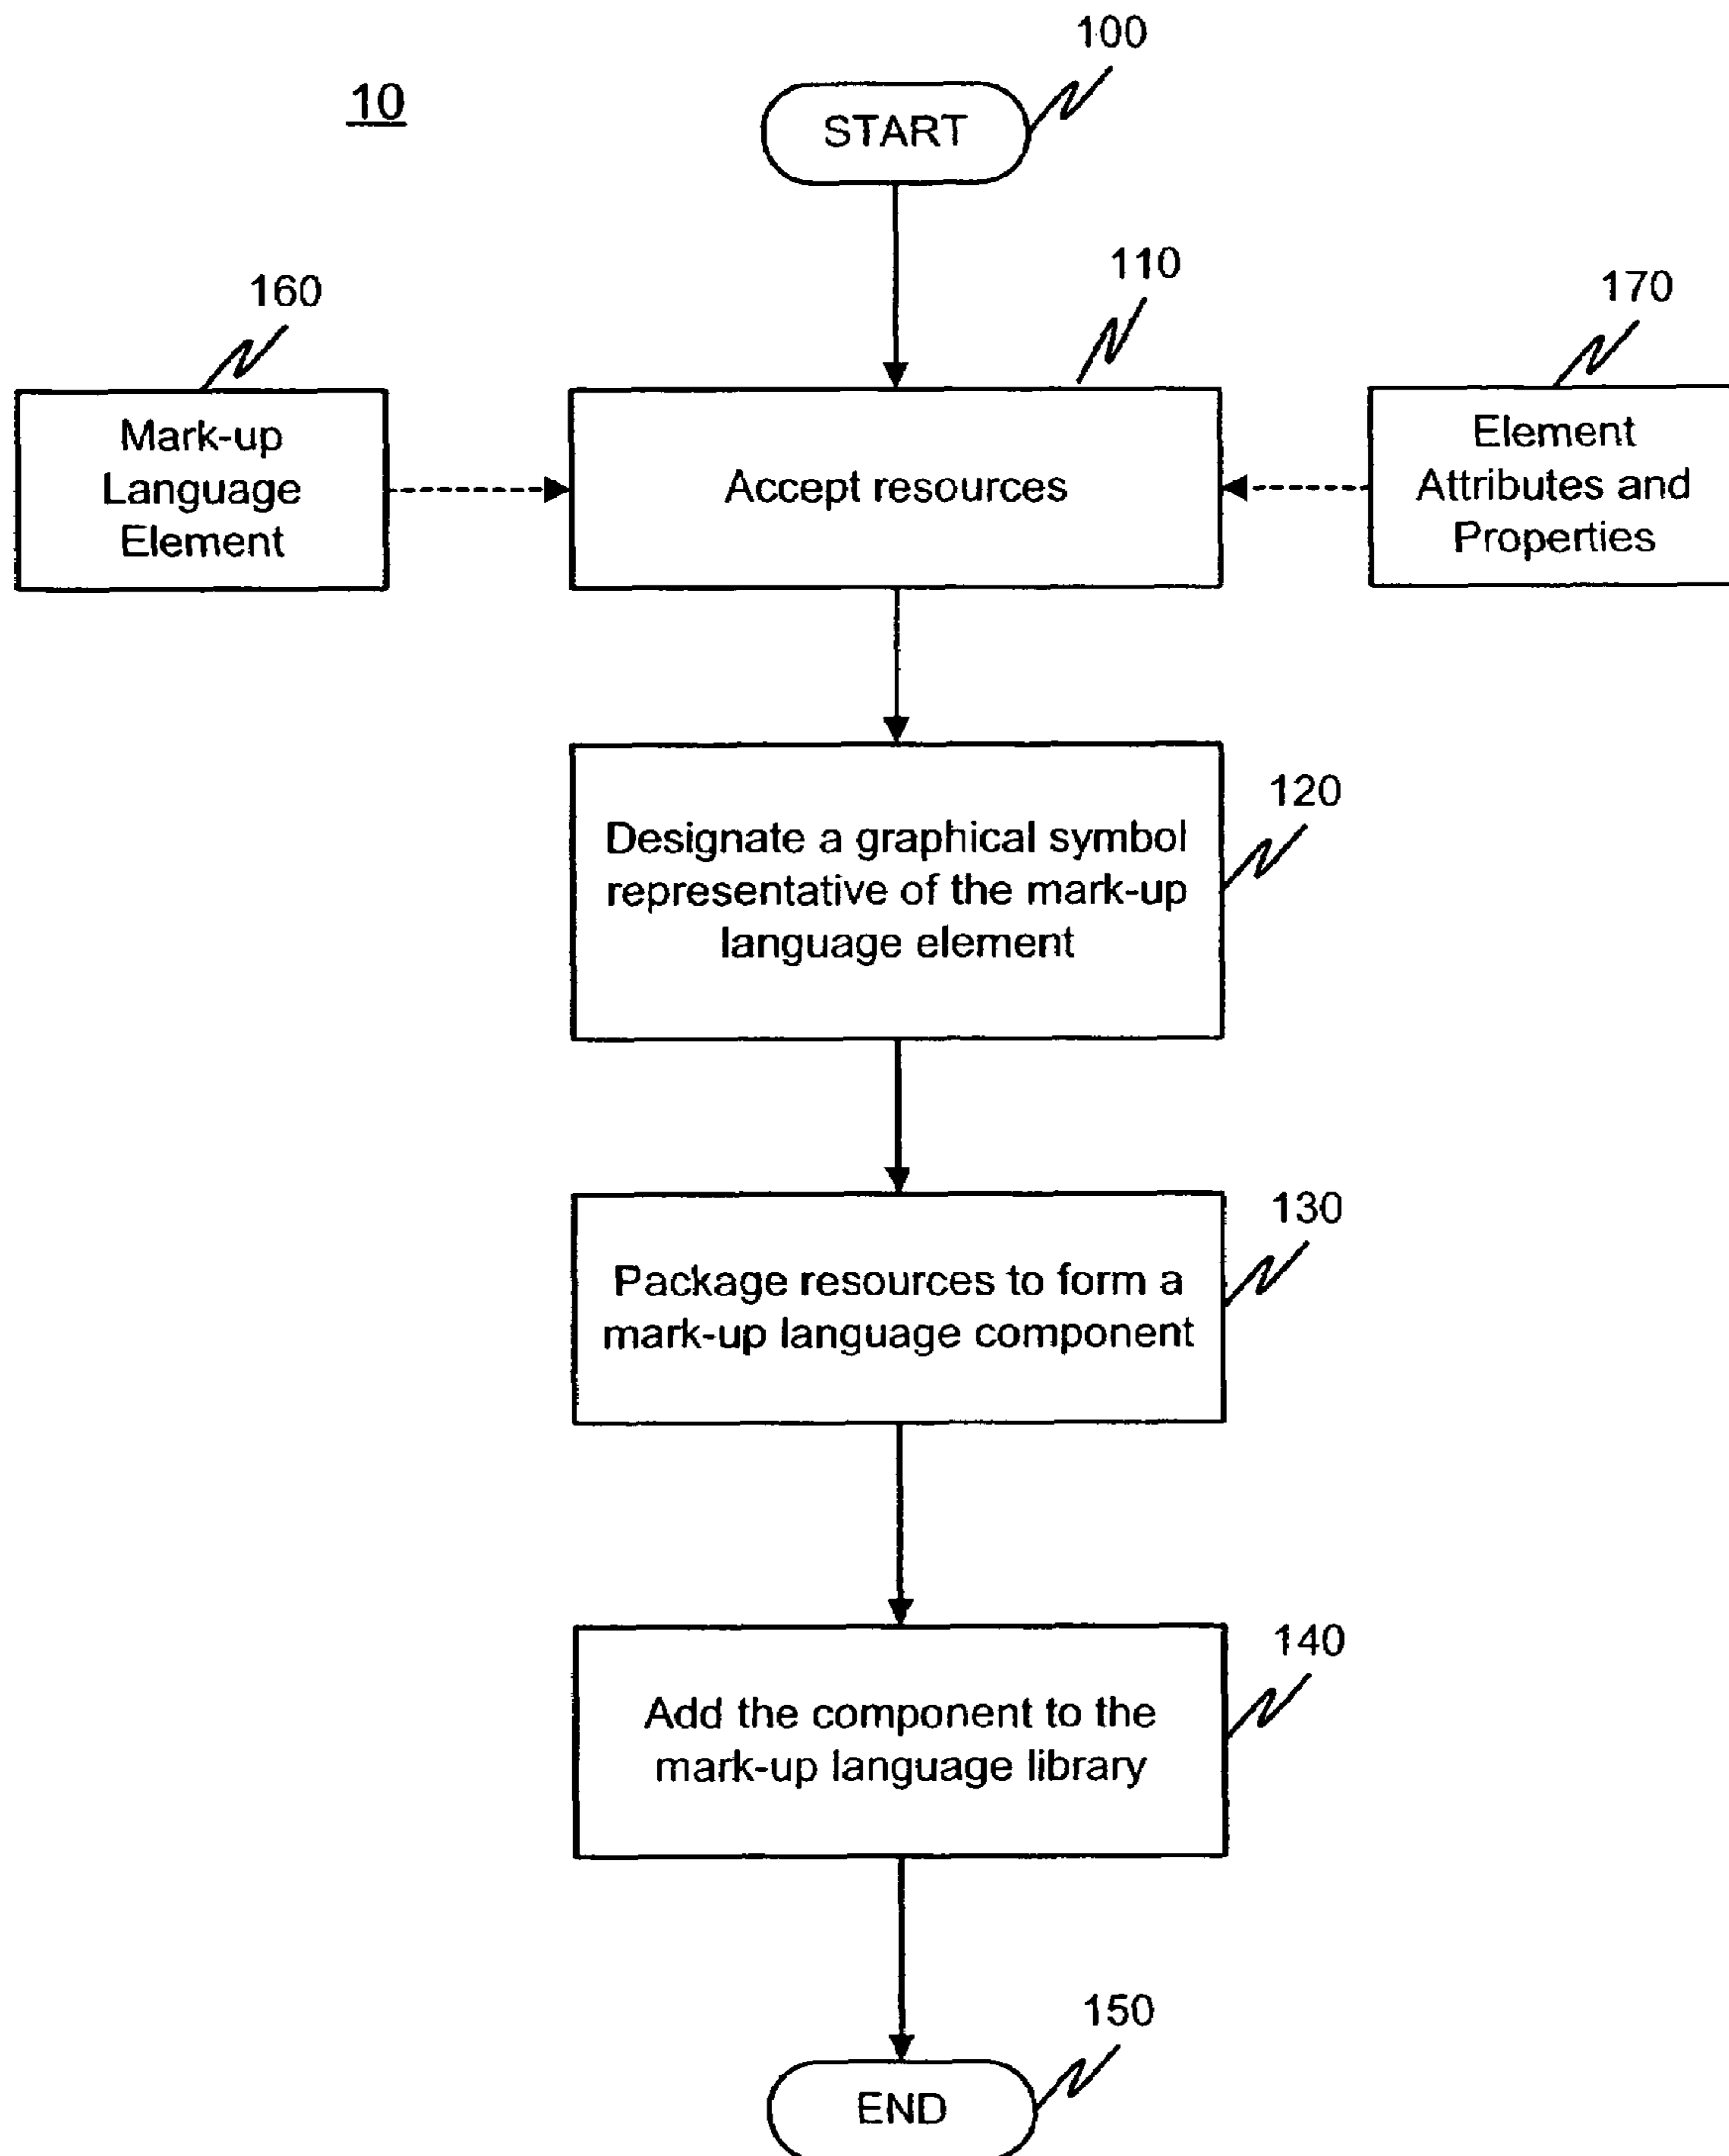 100
10
START
110
160
170
Mark-up
Language
Element
Accept resources
Element
Attributes and
Properties
120
Designate a graphical symbol
representative of the mark-up
language element
130
Package resources to form a
mark-up language component
140
Add the component to the
mark-up language library
150
END